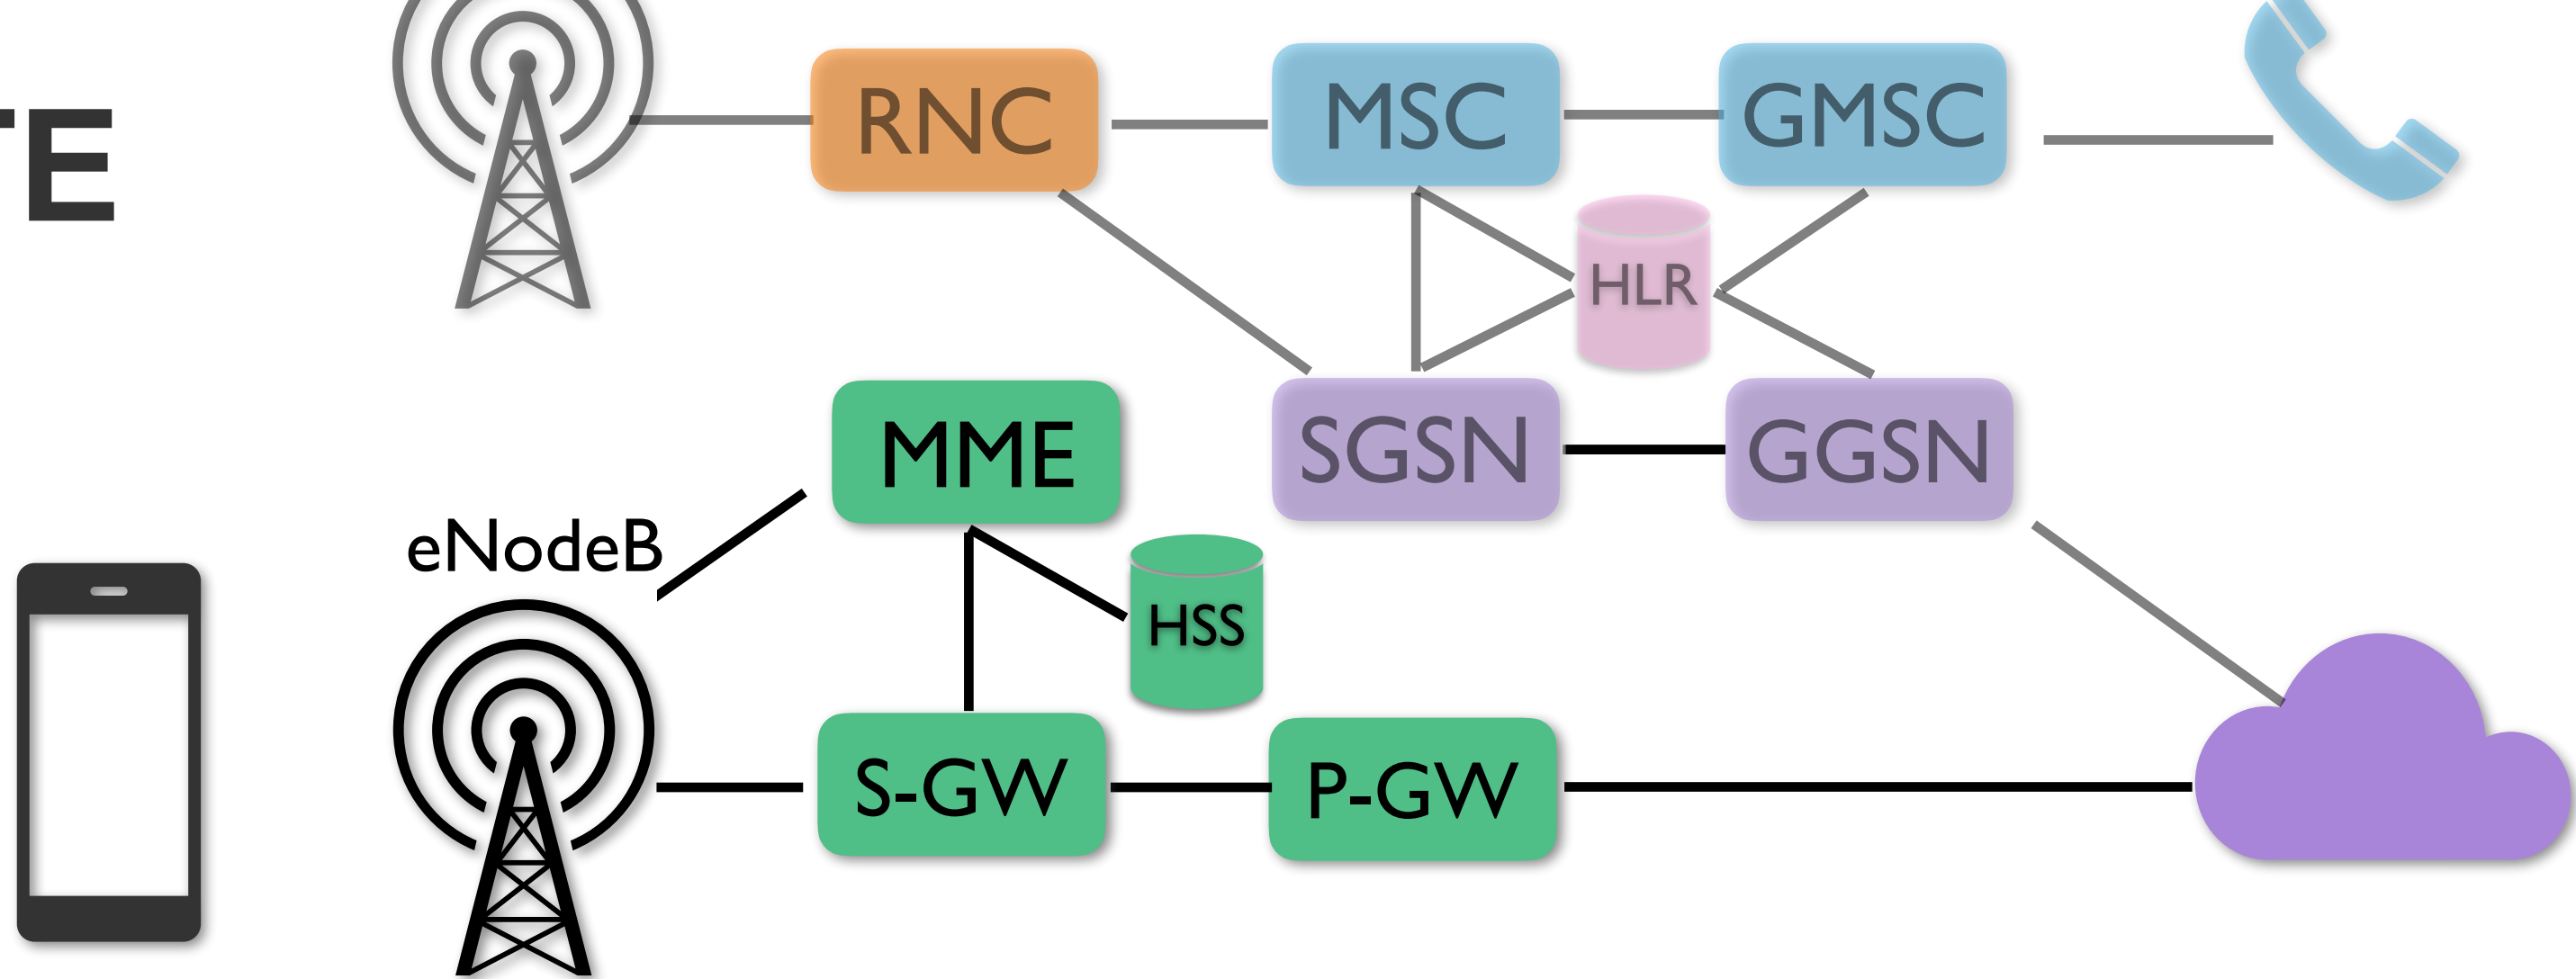 TE
RNC
MSC
GMSC
HLR
MME
SGSN
GGSN
eNodeB
HSS
S-GW
P-GW